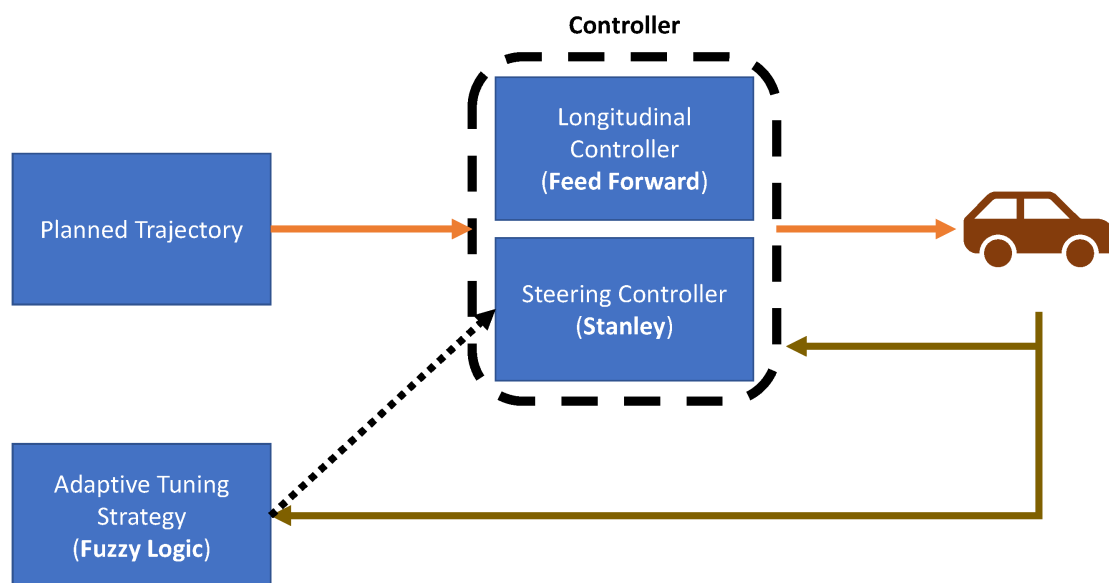 Controller
Longitudinal
Controller
(Feed Forward)
Planned Trajectory
Steering Controller
(Stanley)
Adaptive Tuning
Strategy
(Fuzzy Logic)